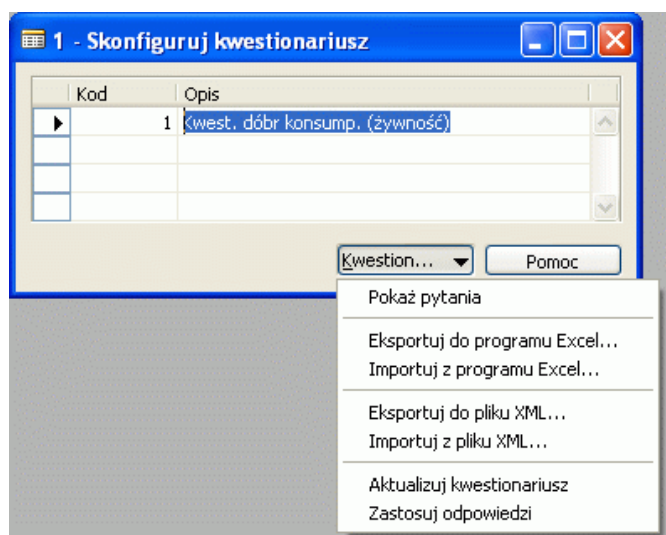 1 - Skonfiguruj kwestionariusz
Kod Opis
1 Kwest. dóbr konsump. (żywność)
Kwestion... Pomoc
Pokaż pytania
Eksportuj do programu Excel...
Importuj z programu Excel...
Eksportuj do pliku XML...
Importuj z pliku XML...
Aktualizuj kwestionariusz
Zastosuj odpowiedzi